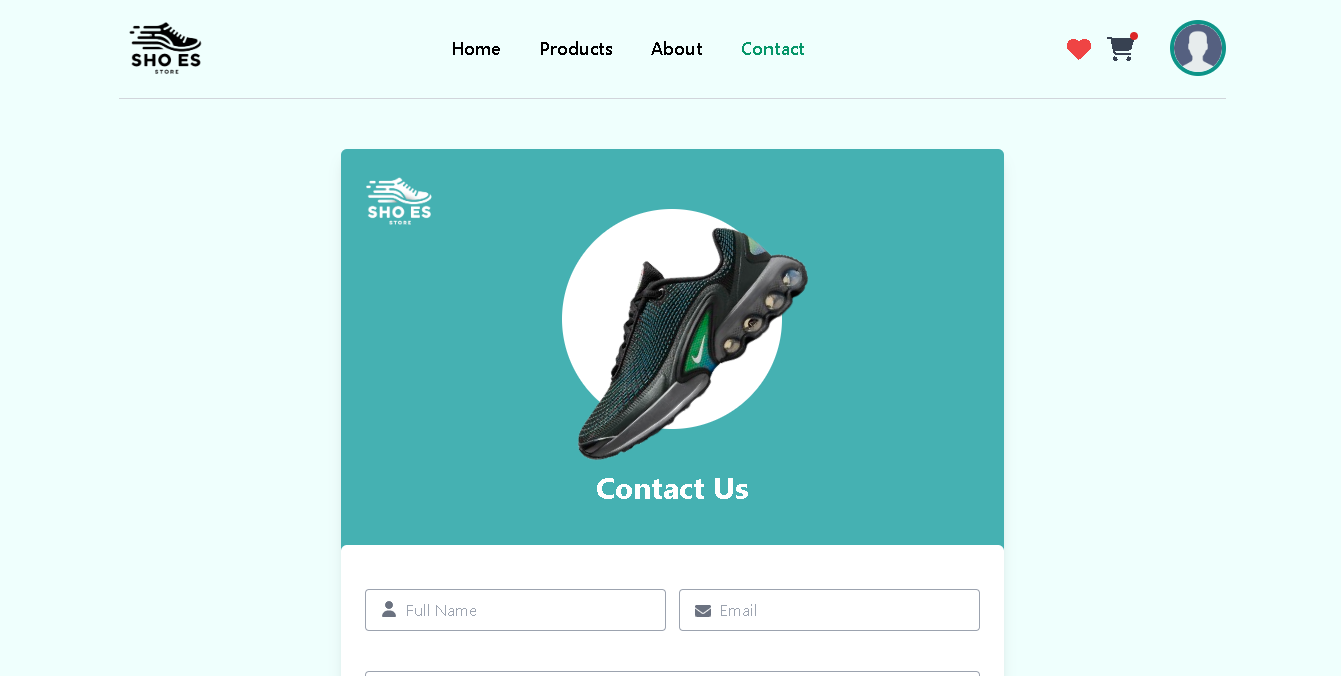 SHO ES
STORE
Home
Products
About
Contact
SHO ES
STORE
Contact Us
Full Name
Email